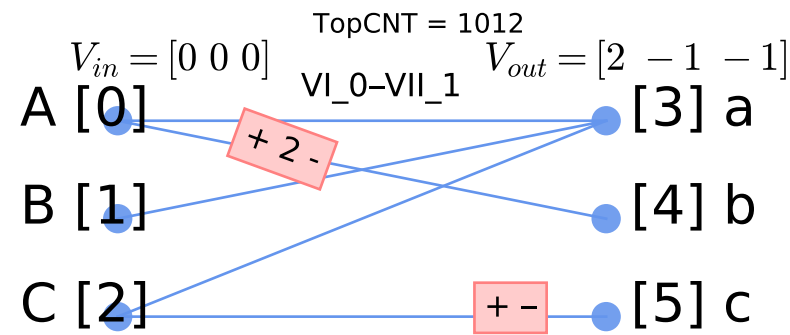 TopCNT = 1012
V_in = [0 0 0]
V_out = [2 −1 −1]
VI_0–VII_1
A [0]
[3] a
+ 2 -
B [1]
[4] b
C [2]
+ –
[5] c